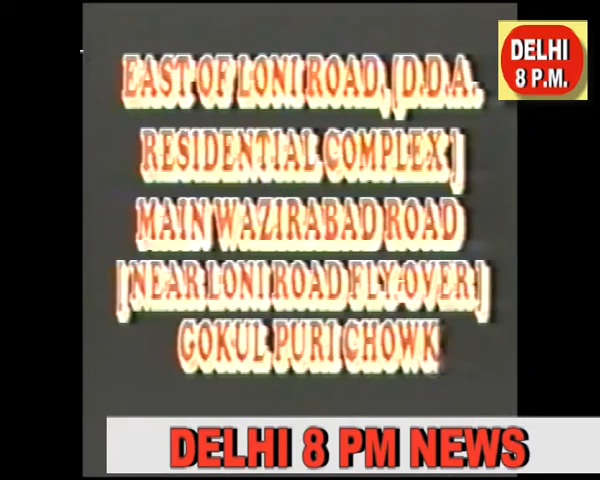 DELHI
8 P.M.
EAST OF LONI ROAD, [D.D.A.
RESIDENTIAL COMPLEX ]
MAIN WAZIRABAD ROAD
[ NEAR LONI ROAD FLY-OVER ]
GOKUL PURI CHOWK
DELHI 8 PM NEWS